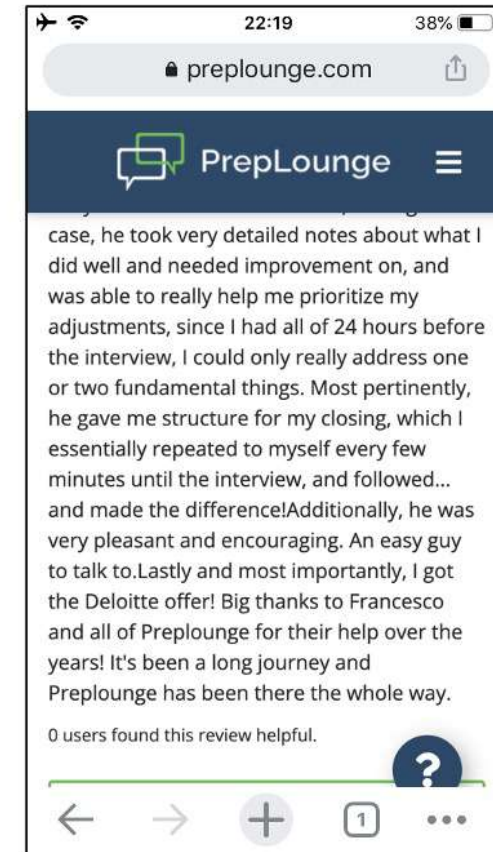 22:19
38%
preplounge.com
PrepLounge
case, he took very detailed notes about what I
did well and needed improvement on, and
was able to really help me prioritize my
adjustments, since I had all of 24 hours before
the interview, I could only really address one
or two fundamental things. Most pertinently,
he gave me structure for my closing, which I
essentially repeated to myself every few
minutes until the interview, and followed...
and made the difference!Additionally, he was
very pleasant and encouraging. An easy guy
to talk to.Lastly and most importantly, I got
the Deloitte offer! Big thanks to Francesco
and all of Preplounge for their help over the
years! It's been a long journey and
Preplounge has been there the whole way.
0 users found this review helpful.
?
1